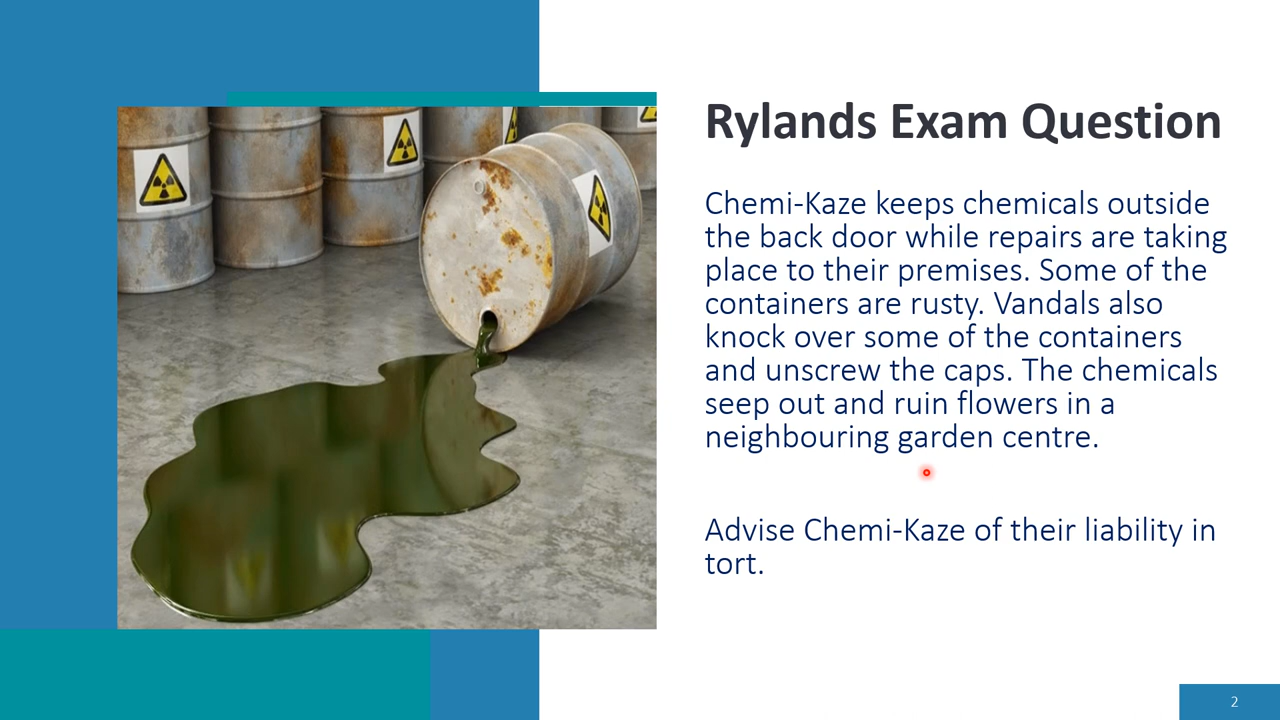 Rylands Exam Question
Chemi-Kaze keeps chemicals outside
the back door while repairs are taking
place to their premises. Some of the
containers are rusty. Vandals also
knock over some of the containers
and unscrew the caps. The chemicals
seep out and ruin flowers in a
neighbouring garden centre.
Advise Chemi-Kaze of their liability in
tort.
2